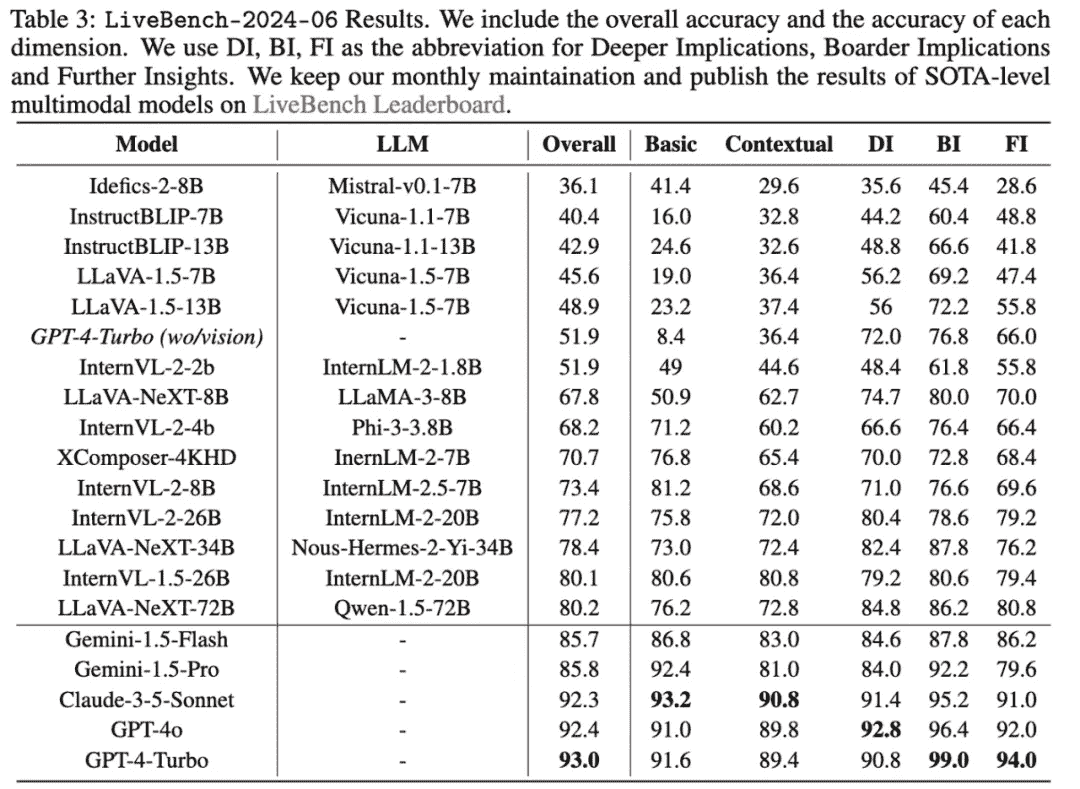 Table 3: LiveBench-2024-06 Results. We include the overall accuracy and the accuracy of each
dimension. We use DI, BI, FI as the abbreviation for Deeper Implications, Boarder Implications
and Further Insights. We keep our monthly maintaination and publish the results of SOTA-level
multimodal models on LiveBench Leaderboard.
Model LLM Overall Basic Contextual DI BI FI
Idefics-2-8B Mistral-v0.1-7B 36.1 41.4 29.6 35.6 45.4 28.6
InstructBLIP-7B Vicuna-1.1-7B 40.4 16.0 32.8 44.2 60.4 48.8
InstructBLIP-13B Vicuna-1.1-13B 42.9 24.6 32.6 48.8 66.6 41.8
LLaVA-1.5-7B Vicuna-1.5-7B 45.6 19.0 36.4 56.2 69.2 47.4
LLaVA-1.5-13B Vicuna-1.5-7B 48.9 23.2 37.4 56 72.2 55.8
GPT-4-Turbo (wo/vision) - 51.9 8.4 36.4 72.0 76.8 66.0
InternVL-2-2b InternLM-2-1.8B 51.9 49 44.6 48.4 61.8 55.8
LLaVA-NeXT-8B LLaMA-3-8B 67.8 50.9 62.7 74.7 80.0 70.0
InternVL-2-4b Phi-3-3.8B 68.2 71.2 60.2 66.6 76.4 66.4
XComposer-4KHD InernLM-2-7B 70.7 76.8 65.4 70.0 72.8 68.4
InternVL-2-8B InternLM-2.5-7B 73.4 81.2 68.6 71.0 76.6 69.6
InternVL-2-26B InternLM-2-20B 77.2 75.8 72.0 80.4 78.6 79.2
LLaVA-NeXT-34B Nous-Hermes-2-Yi-34B 78.4 73.0 72.4 82.4 87.8 76.2
InternVL-1.5-26B InternLM-2-20B 80.1 80.6 80.8 79.2 80.6 79.4
LLaVA-NeXT-72B Qwen-1.5-72B 80.2 76.2 72.8 84.8 86.2 80.8
Gemini-1.5-Flash - 85.7 86.8 83.0 84.6 87.8 86.2
Gemini-1.5-Pro - 85.8 92.4 81.0 84.0 92.2 79.6
Claude-3-5-Sonnet - 92.3 93.2 90.8 91.4 95.2 91.0
GPT-4o - 92.4 91.0 89.8 92.8 96.4 92.0
GPT-4-Turbo - 93.0 91.6 89.4 90.8 99.0 94.0